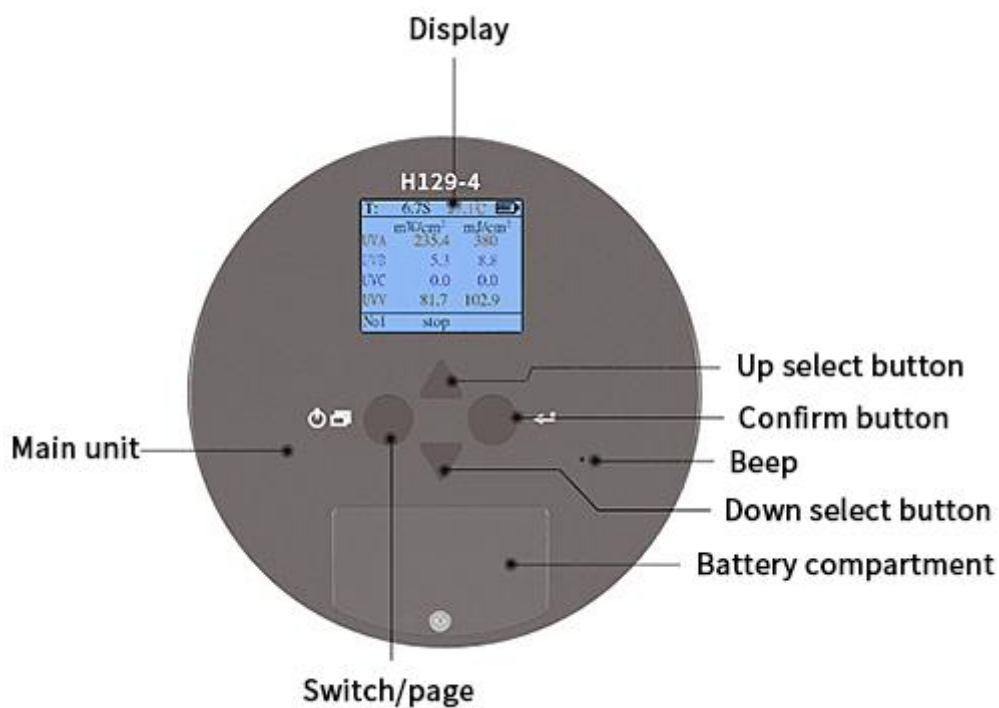 Display
H129-4
T: 6.7S
mW/cm² mJ/cm²
UVA 235.4 380
UVB 5.3 8.8
UVC 0.0 0.0
UVV 81.7 102.9
No1 stop
Up select button
Confirm button
Main unit
Beep
Down select button
Battery compartment
Switch/page